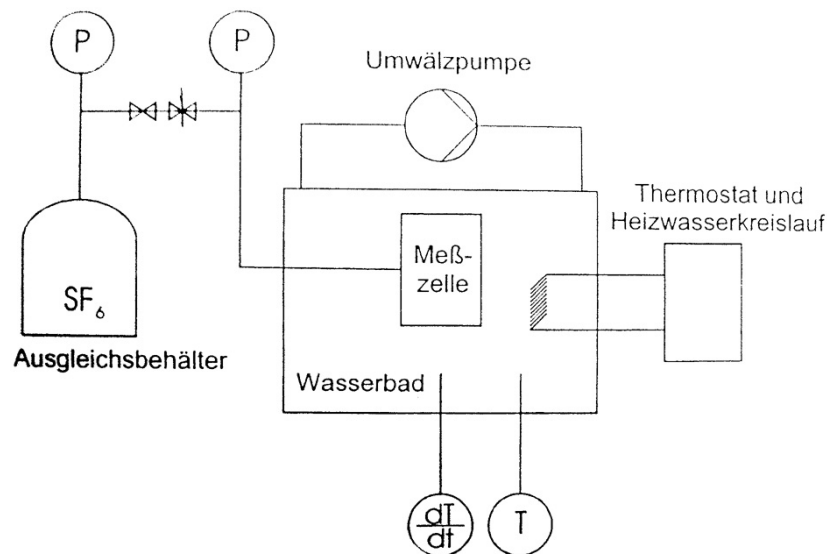 P
P
Umwälzpumpe
Thermostat und
Heizwasserkreislauf
Meß-
zelle
SF₆
Ausgleichsbehälter
Wasserbad
dT
dt
T